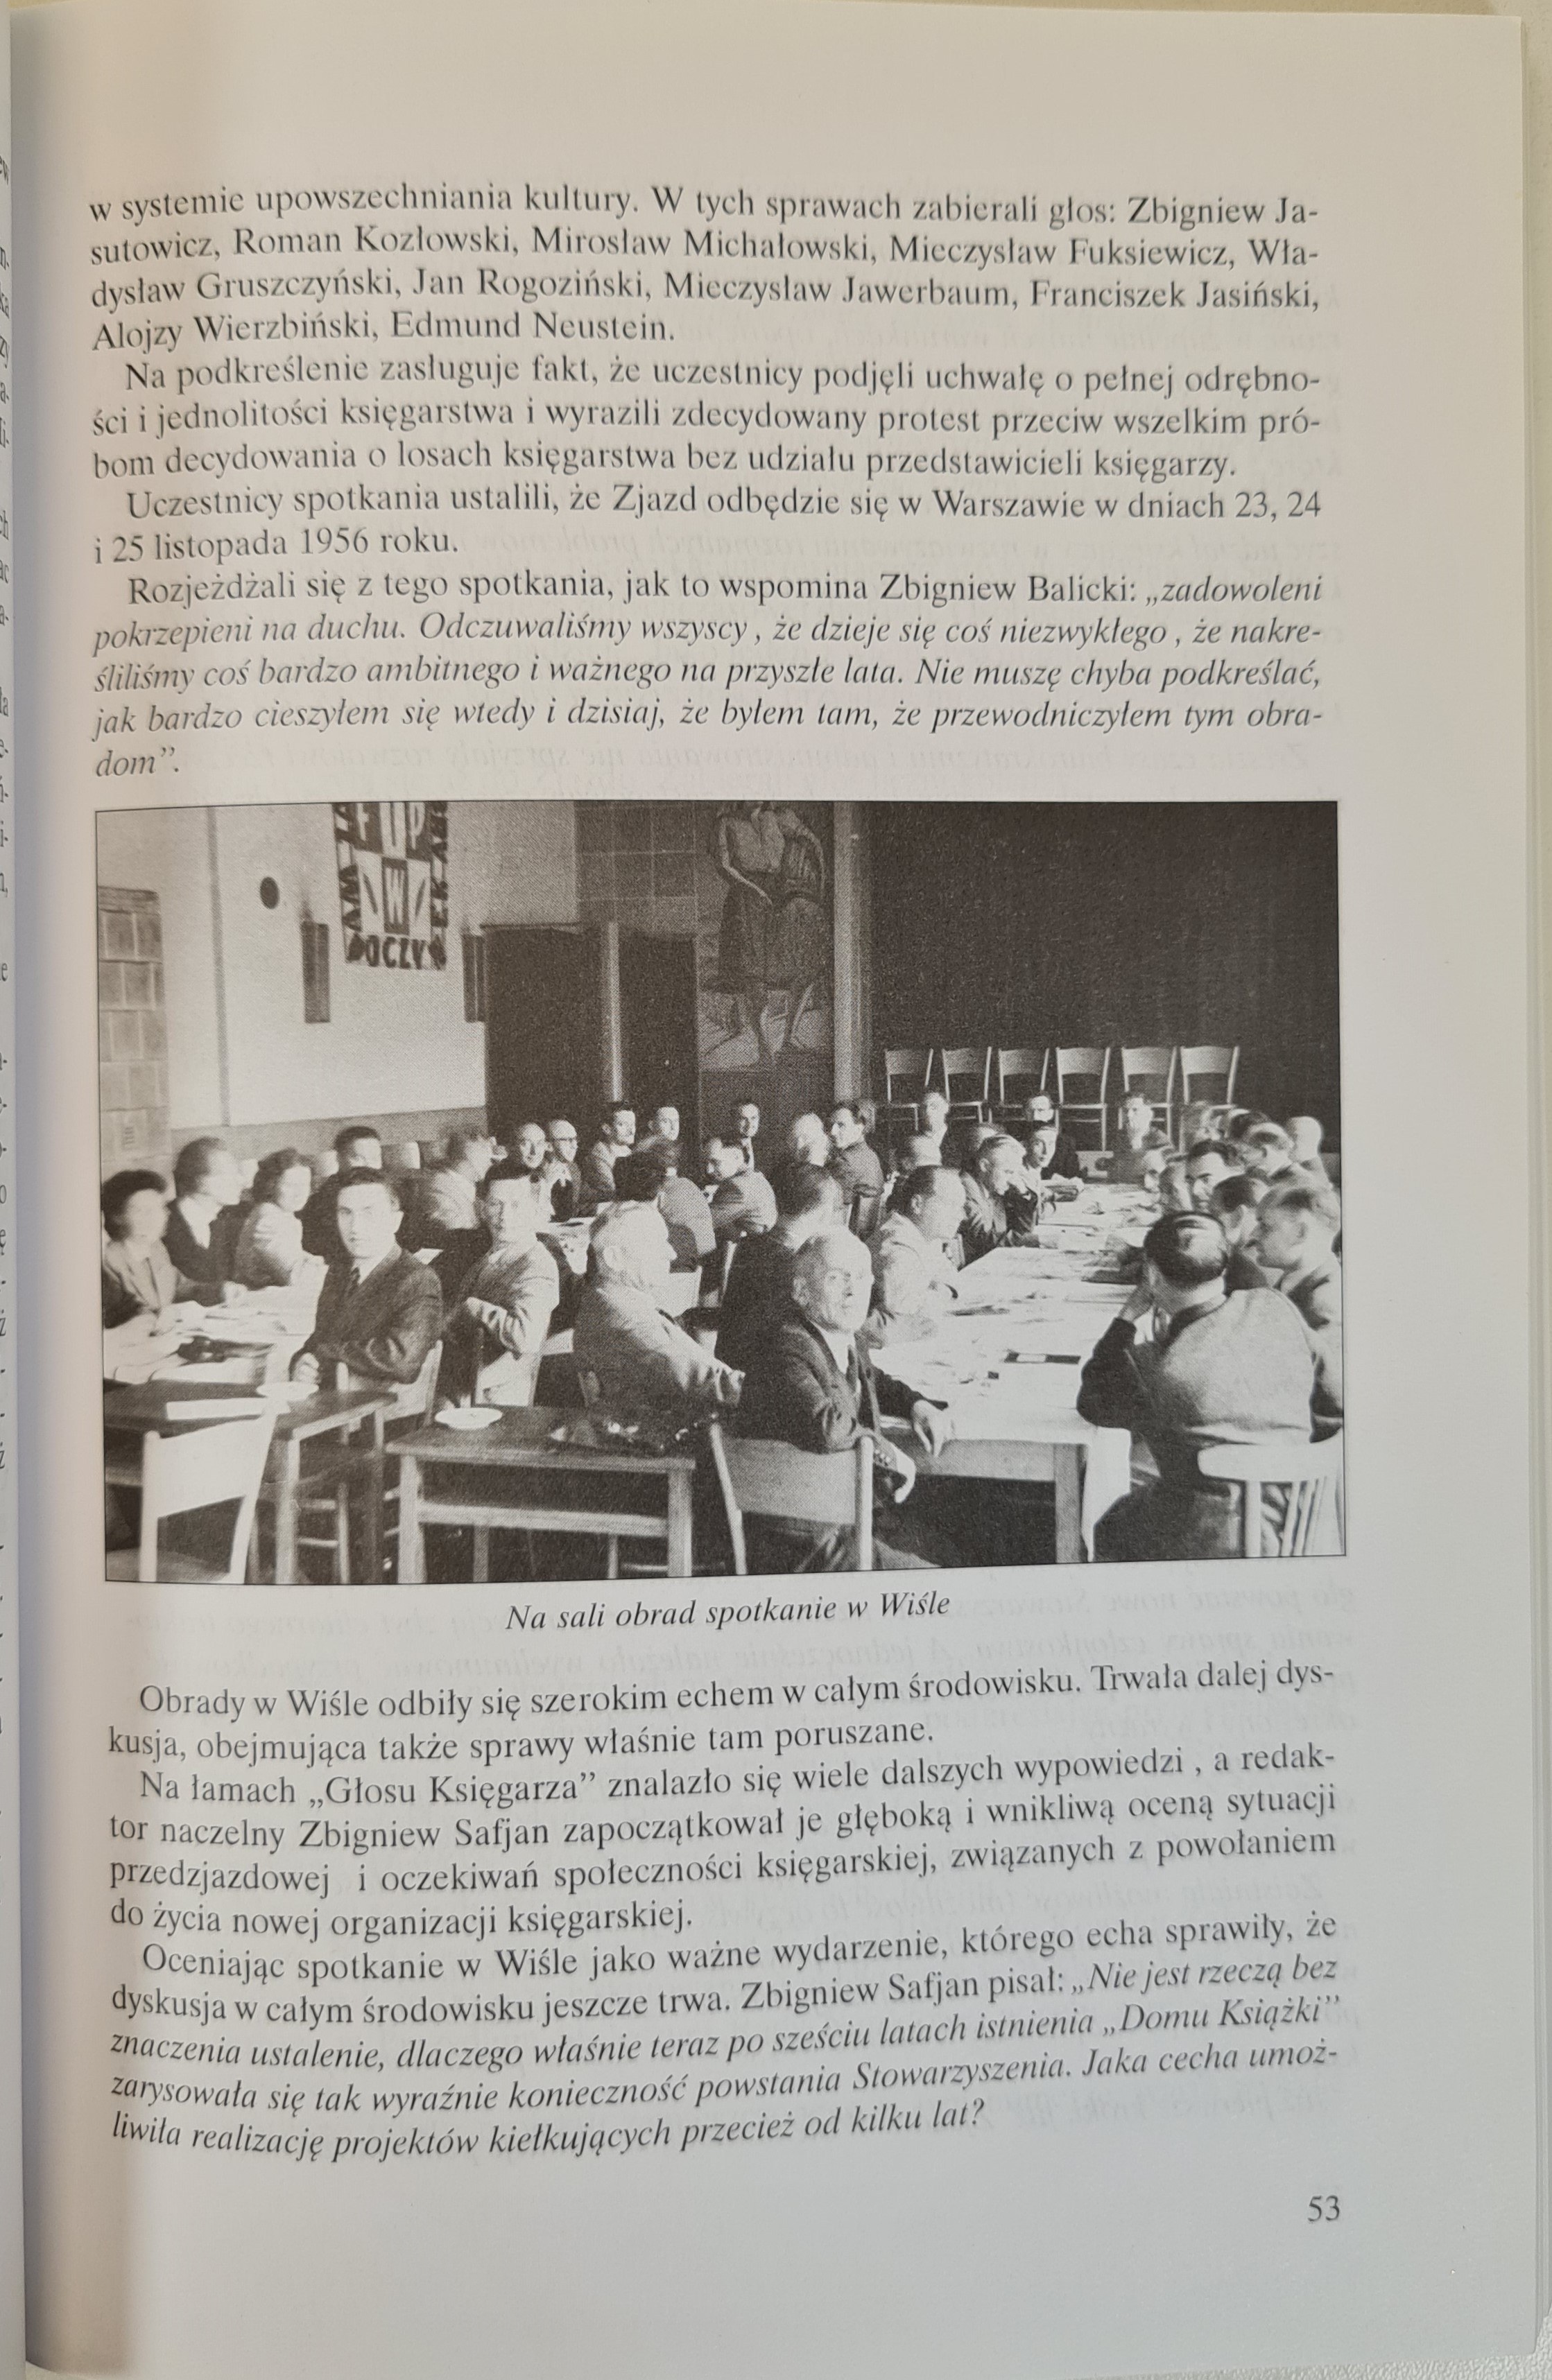 w systemie upowszechniania kultury. W tych sprawach zabierali głos: Zbigniew Ja-
sutowicz, Roman Kozłowski, Mirosław Michałowski, Mieczysław Fuksiewicz, Wła-
dysław Gruszczyński, Jan Rogoziński, Mieczysław Jawerbaum, Franciszek Jasiński,
Alojzy Wierzbiński, Edmund Neustein.
Na podkreślenie zasługuje fakt, że uczestnicy podjęli uchwałę o pełnej odrębno-
ści i jednolitości księgarstwa i wyrazili zdecydowany protest przeciw wszelkim pró-
bom decydowania o losach księgarstwa bez udziału przedstawicieli księgarzy.
Uczestnicy spotkania ustalili, że Zjazd odbędzie się w Warszawie w dniach 23, 24
i 25 listopada 1956 roku.
Rozjeżdżali się z tego spotkania, jak to wspomina Zbigniew Balicki: „zadowoleni
pokrzepieni na duchu. Odczuwaliśmy wszyscy , że dzieje się coś niezwykłego , że nakre-
śliliśmy coś bardzo ambitnego i ważnego na przyszłe lata. Nie muszę chyba podkreślać,
jak bardzo cieszyłem się wtedy i dzisiaj, że byłem tam, że przewodniczyłem tym obra-
dom”.
FIP
W
OCZY
Na sali obrad spotkanie w Wiśle
Obrady w Wiśle odbiły się szerokim echem w całym środowisku. Trwała dalej dys-
kusja, obejmująca także sprawy właśnie tam poruszane.
Na łamach „Głosu Księgarza” znalazło się wiele dalszych wypowiedzi , a redak-
tor naczelny Zbigniew Safjan zapoczątkował je głęboką i wnikliwą oceną sytuacji
przedzjazdowej i oczekiwań społeczności księgarskiej, związanych z powołaniem
do życia nowej organizacji księgarskiej.
Oceniając spotkanie w Wiśle jako ważne wydarzenie, którego echa sprawiły, że
dyskusja w całym środowisku jeszcze trwa. Zbigniew Safjan pisał: „Nie jest rzeczą bez
znaczenia ustalenie, dlaczego właśnie teraz po sześciu latach istnienia „Domu Książki”
zarysowała się tak wyraźnie konieczność powstania Stowarzyszenia. Jaka cecha umoż-
liwiła realizację projektów kiełkujących przecież od kilku lat?
53